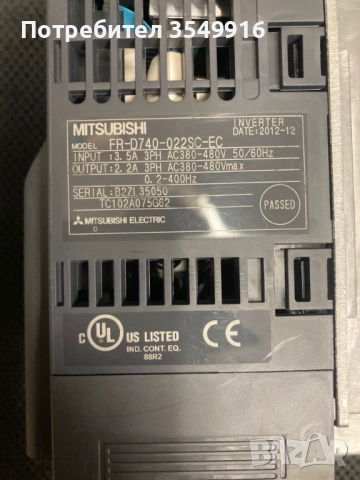 Потребител 3549916
MITSUBISHI
INVERTER
MODEL FR-D740-022SC-EC DATE:2012-12
INPUT :3.5A 3PH AC380-480V 50/60Hz
OUTPUT:2.2A 3PH AC380-480Vmax
0.2-400Hz
SERIAL:B2ZL35050
TC102A075G62
PASSED
MITSUBISHI ELECTRIC
D
C UL US LISTED CE
IND. CONT. EQ.
88R2
BAZAR